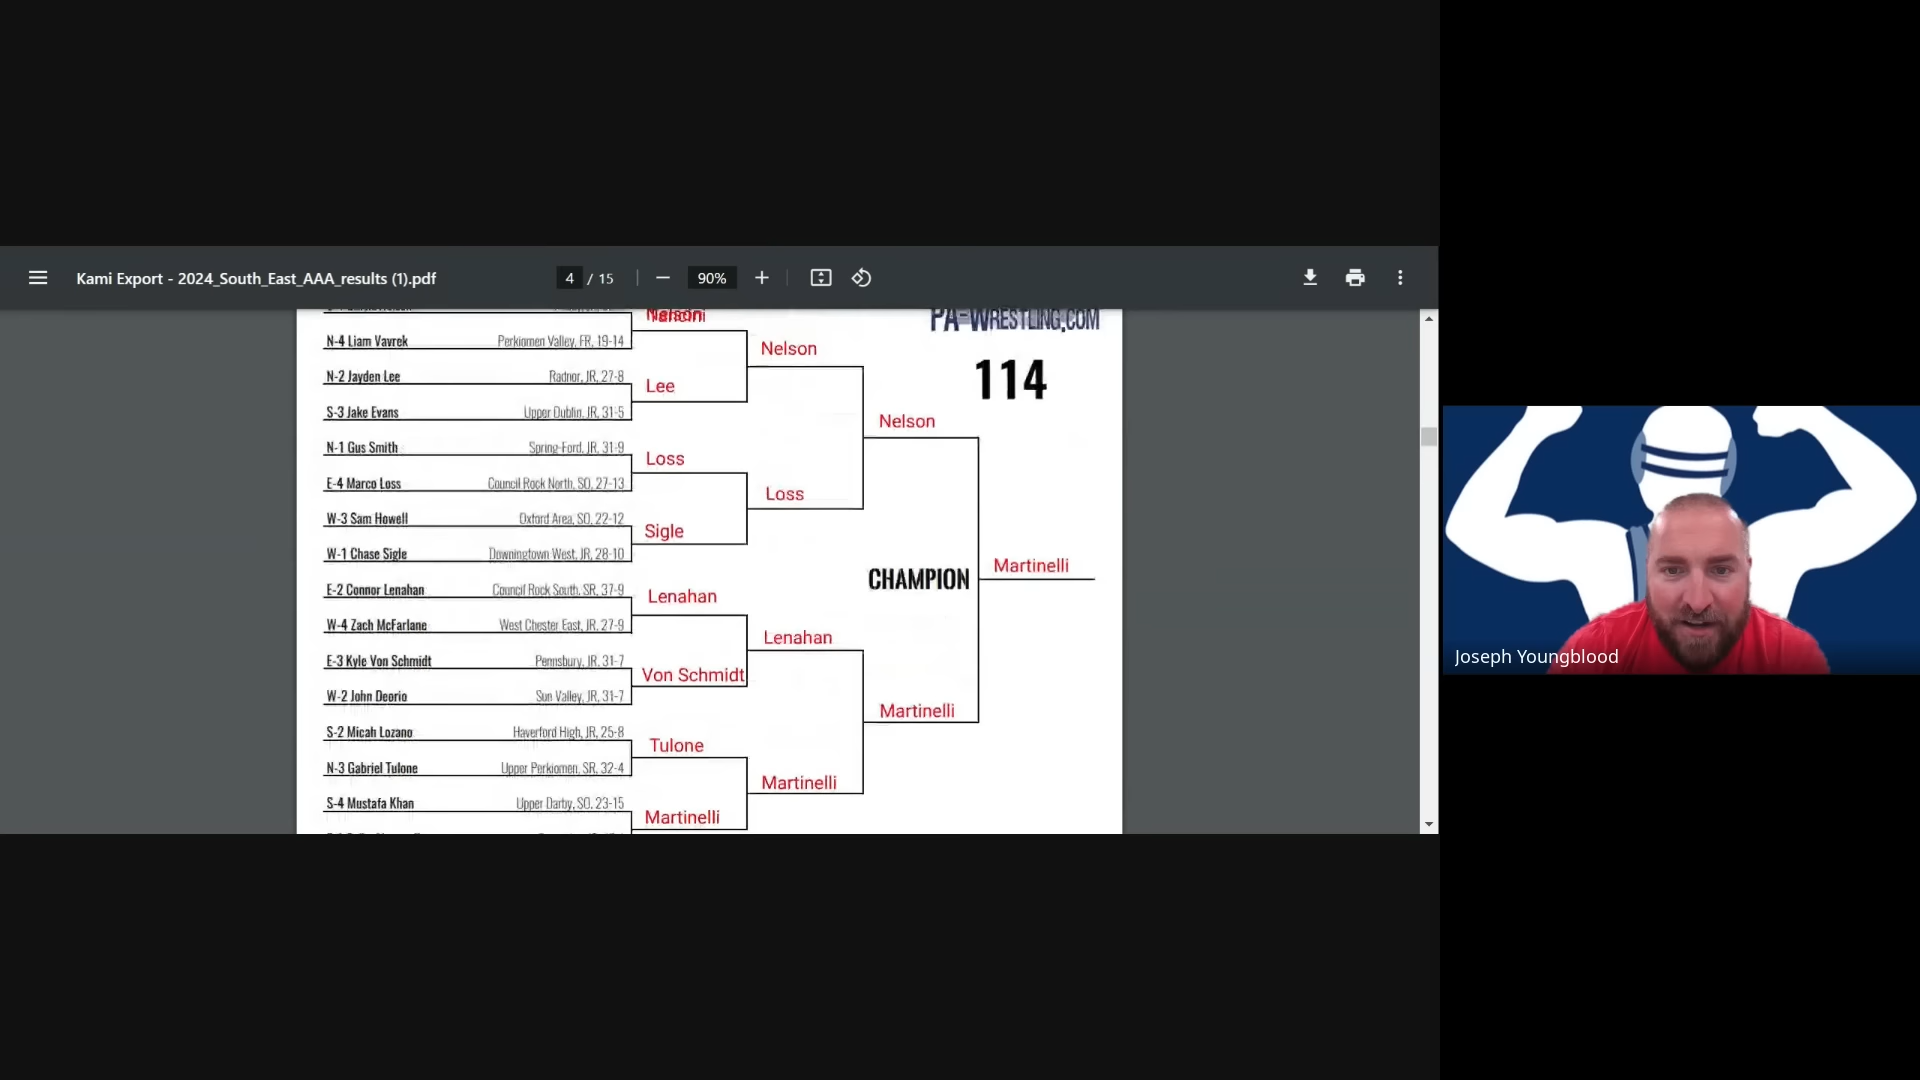 Kami Export - 2024_South_East_AAA_results (1).pdf
4 / 15
90%
PA-WRESTLING.COM
Nelson
N-4 Liam Vavrek Perkiomen Valley, FR, 19-14
Nelson
114
N-2 Jayden Lee Radnor, JR, 27-8
Lee
S-3 Jake Evans Upper Dublin, JR, 31-5
Nelson
N-1 Gus Smith Spring-Ford, JR, 31-9
Loss
E-4 Marco Loss Council Rock North, SO, 27-13
Loss
W-3 Sam Howell Oxford Area, SO, 22-12
Sigle
W-1 Chase Sigle Downingtown West, JR, 28-10
Martinelli
CHAMPION
E-2 Connor Lenahan Council Rock South, SR, 37-9
Lenahan
W-4 Zach McFarlane West Chester East, JR, 27-9
Lenahan
E-3 Kyle Von Schmidt Pennsbury, JR, 31-7
Von Schmidt
W-2 John Deorio Sun Valley, JR, 31-7
Martinelli
S-2 Micah Lozano Haverford High, JR, 25-8
Tulone
N-3 Gabriel Tulone Upper Perkiomen, SR, 32-4
Martinelli
S-4 Mustafa Khan Upper Darby, SO, 23-15
Martinelli
Joseph Youngblood